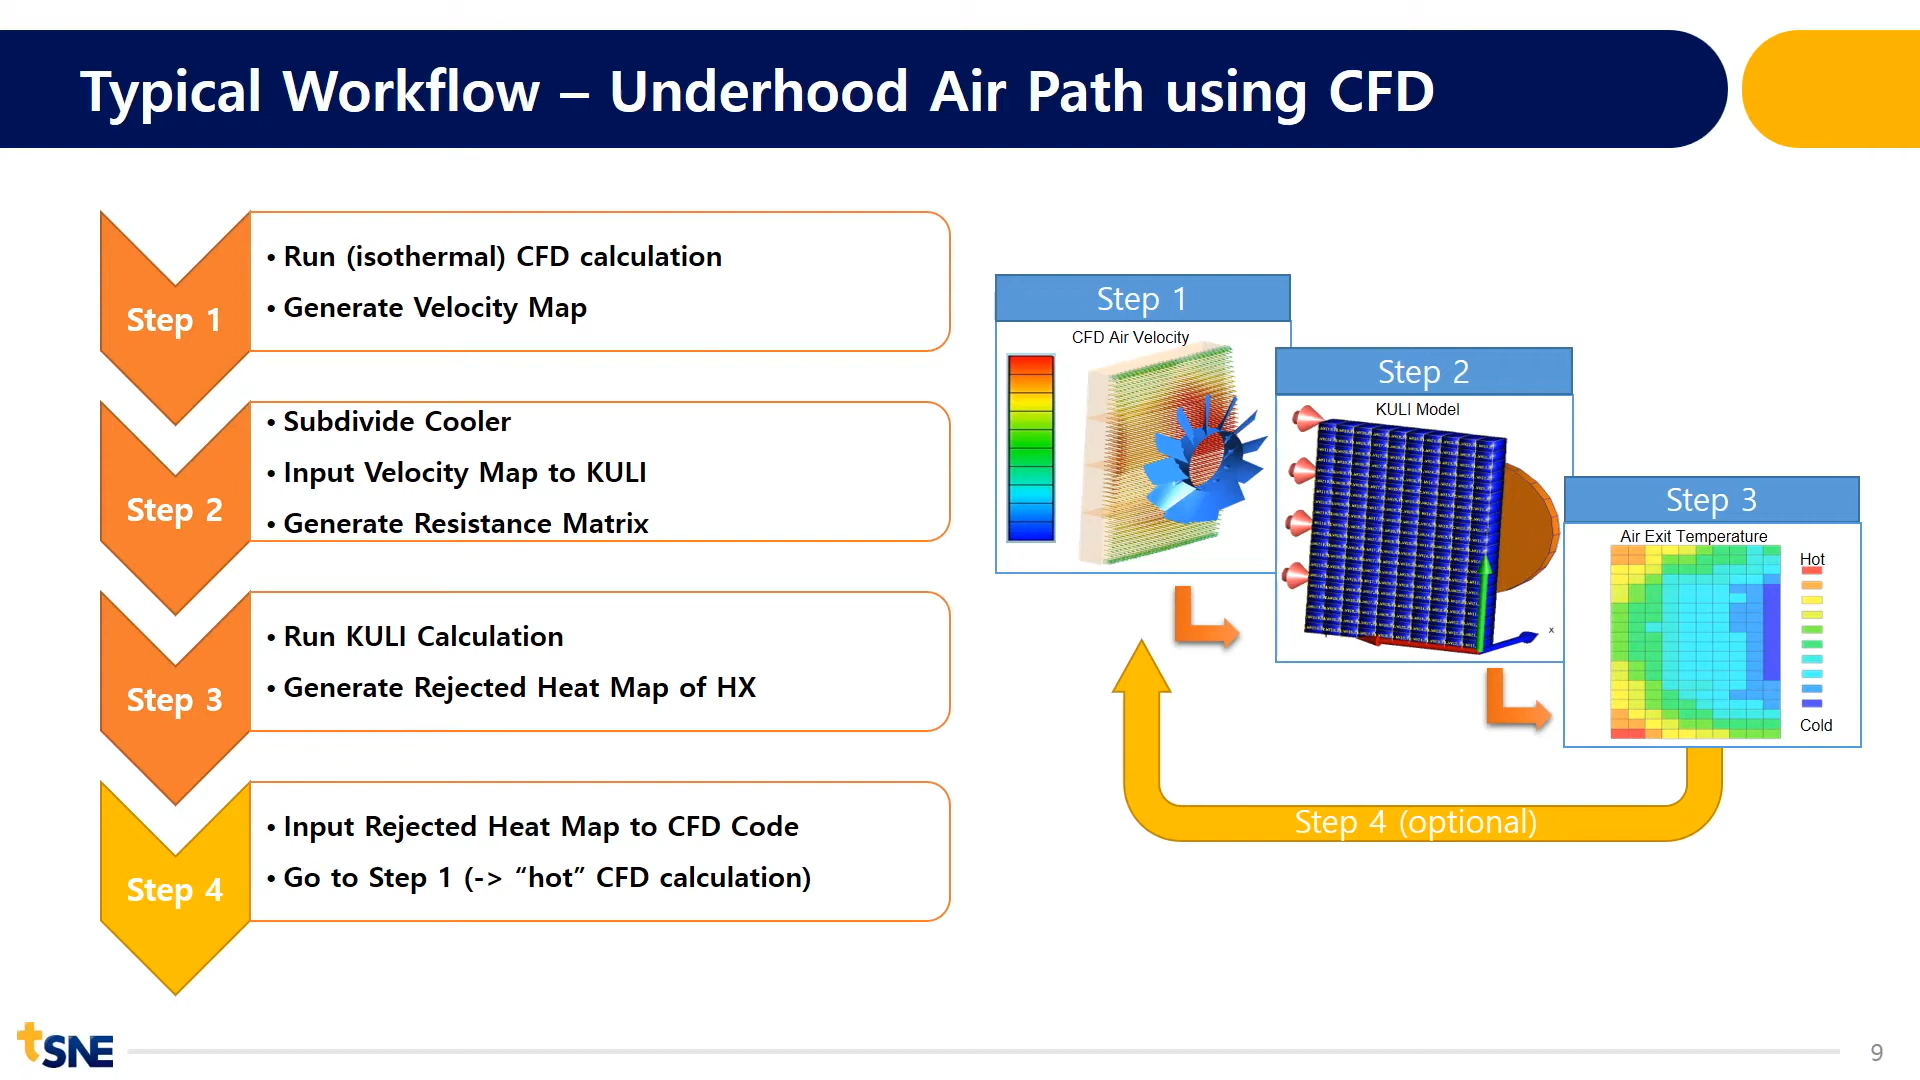 Typical Workflow – Underhood Air Path using CFD
Step 1
• Run (isothermal) CFD calculation
• Generate Velocity Map
Step 2
• Subdivide Cooler
• Input Velocity Map to KULI
• Generate Resistance Matrix
Step 3
• Run KULI Calculation
• Generate Rejected Heat Map of HX
Step 4
• Input Rejected Heat Map to CFD Code
• Go to Step 1 (-> “hot” CFD calculation)
Step 1
CFD Air Velocity
Step 2
KULI Model
x
Step 3
Air Exit Temperature
Hot
Cold
Step 4 (optional)
tSNE
9